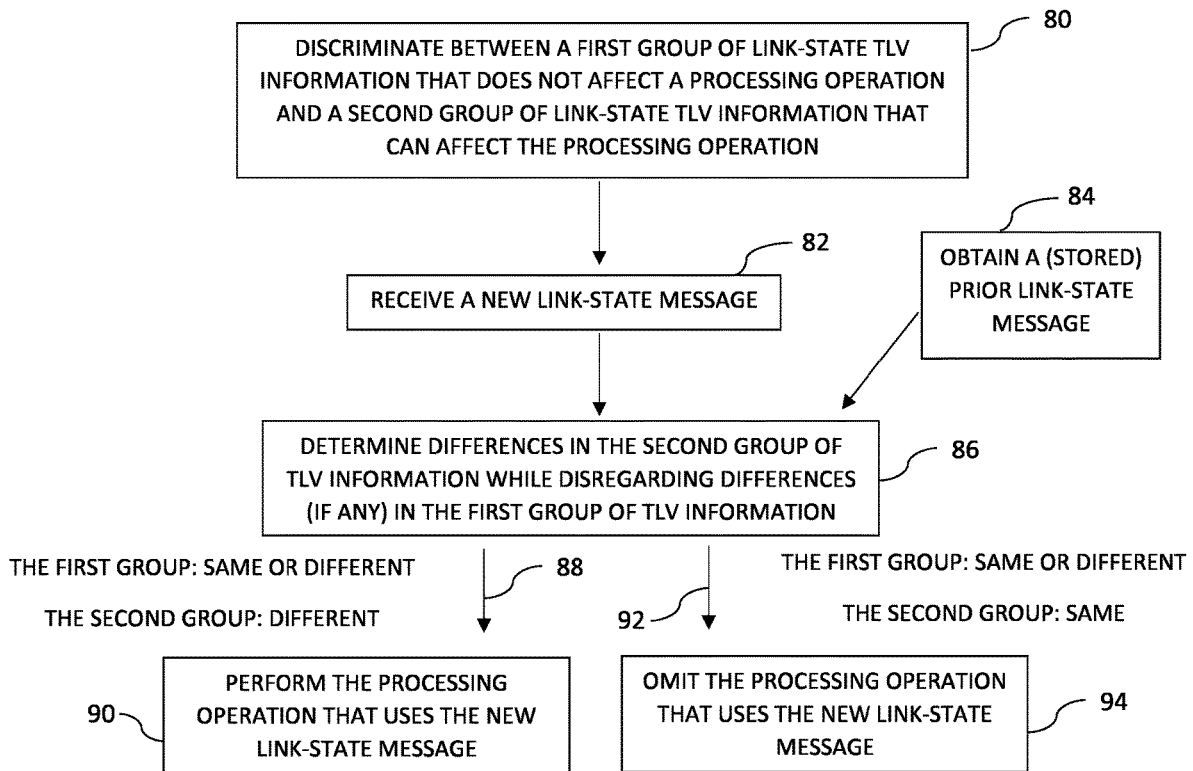 80
DISCRIMINATE BETWEEN A FIRST GROUP OF LINK-STATE TLV
INFORMATION THAT DOES NOT AFFECT A PROCESSING OPERATION
AND A SECOND GROUP OF LINK-STATE TLV INFORMATION THAT
CAN AFFECT THE PROCESSING OPERATION
82
RECEIVE A NEW LINK-STATE MESSAGE
84
OBTAIN A (STORED)
PRIOR LINK-STATE
MESSAGE
DETERMINE DIFFERENCES IN THE SECOND GROUP OF
TLV INFORMATION WHILE DISREGARDING DIFFERENCES
(IF ANY) IN THE FIRST GROUP OF TLV INFORMATION
86
THE FIRST GROUP: SAME OR DIFFERENT
THE SECOND GROUP: DIFFERENT
88
92
THE FIRST GROUP: SAME OR DIFFERENT
THE SECOND GROUP: SAME
90
PERFORM THE PROCESSING
OPERATION THAT USES THE NEW
LINK-STATE MESSAGE
OMIT THE PROCESSING OPERATION
THAT USES THE NEW LINK-STATE
MESSAGE
94